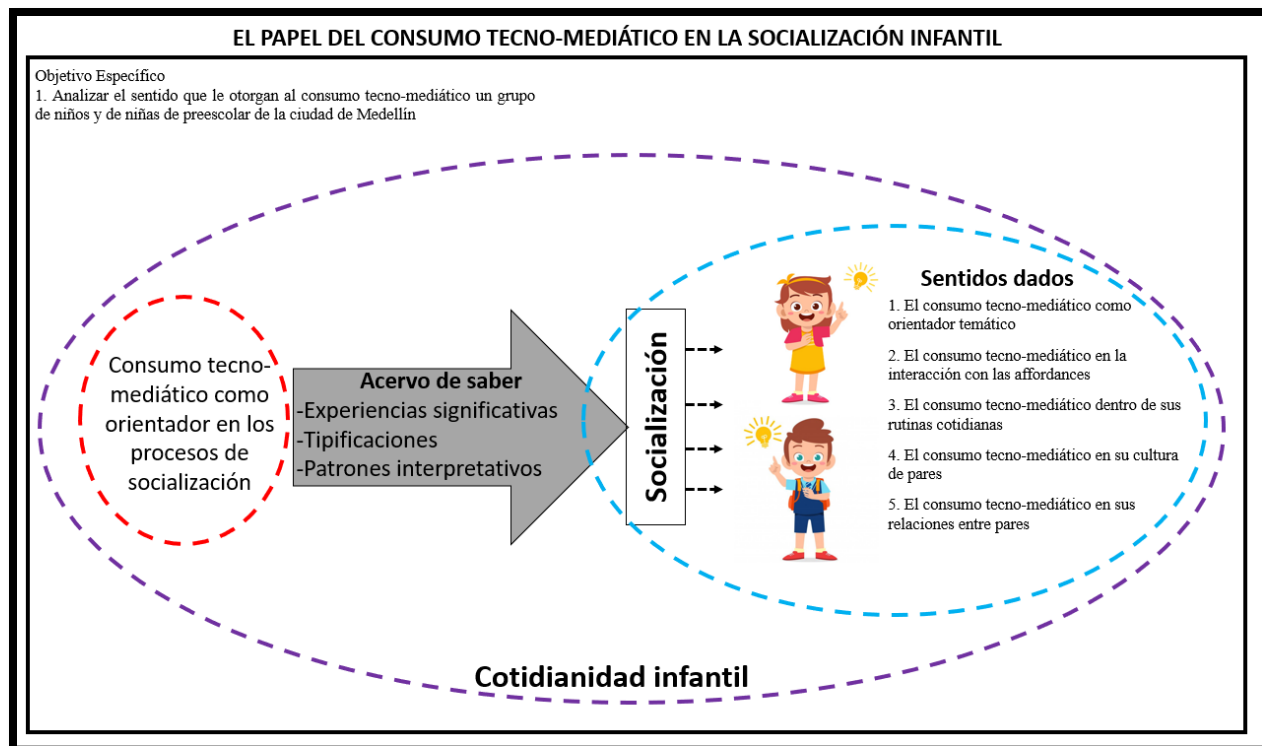 EL PAPEL DEL CONSUMO TECNO-MEDIÁTICO EN LA SOCIALIZACIÓN INFANTIL
Objetivo Específico
1. Analizar el sentido que le otorgan al consumo tecno-mediático un grupo
de niños y de niñas de preescolar de la ciudad de Medellín
Consumo tecno-
mediático como
orientador en los
procesos de
socialización
Acervo de saber
-Experiencias significativas
-Tipificaciones
-Patrones interpretativos
Socialización
Sentidos dados
1. El consumo tecno-mediático como
orientador temático
2. El consumo tecno-mediático en la
interacción con las affordances
3. El consumo tecno-mediático dentro de sus
rutinas cotidianas
4. El consumo tecno-mediático en su cultura
de pares
5. El consumo tecno-mediático en sus
relaciones entre pares
Cotidianidad infantil